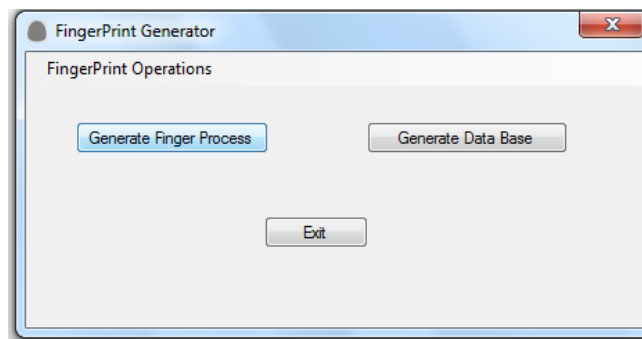 FingerPrint Generator
FingerPrint Operations
Generate Finger Process
Generate Data Base
Exit